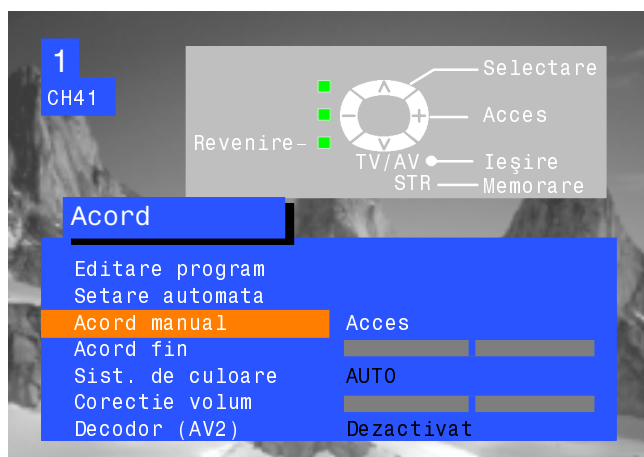 1
CH41
Selectare
Acces
Revenire–
TV/AV Ieşire
STR Memorare
Acord
Editare program
Setare automata
Acord manual Acces
Acord fin
Sist. de culoare AUTO
Corectie volum
Decodor (AV2) Dezactivat